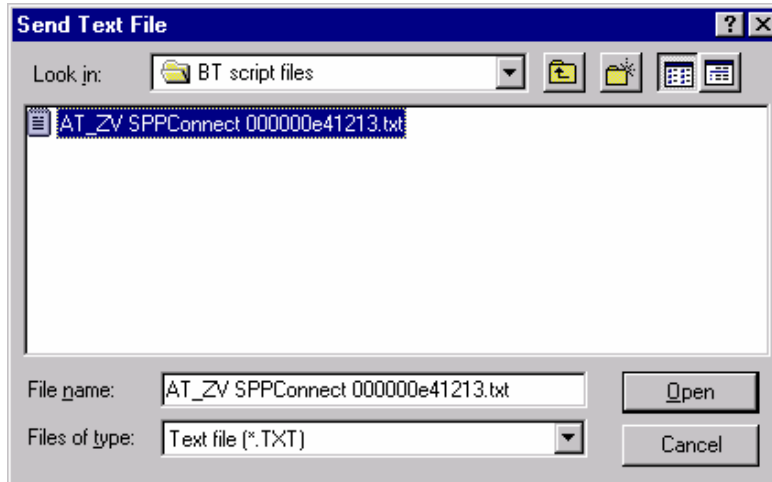 Send Text File
Look in: BT script files
AT_ZV SPPConnect 000000e41213.txt
File name: AT_ZV SPPConnect 000000e41213.txt Open
Files of type: Text file (*.TXT) Cancel